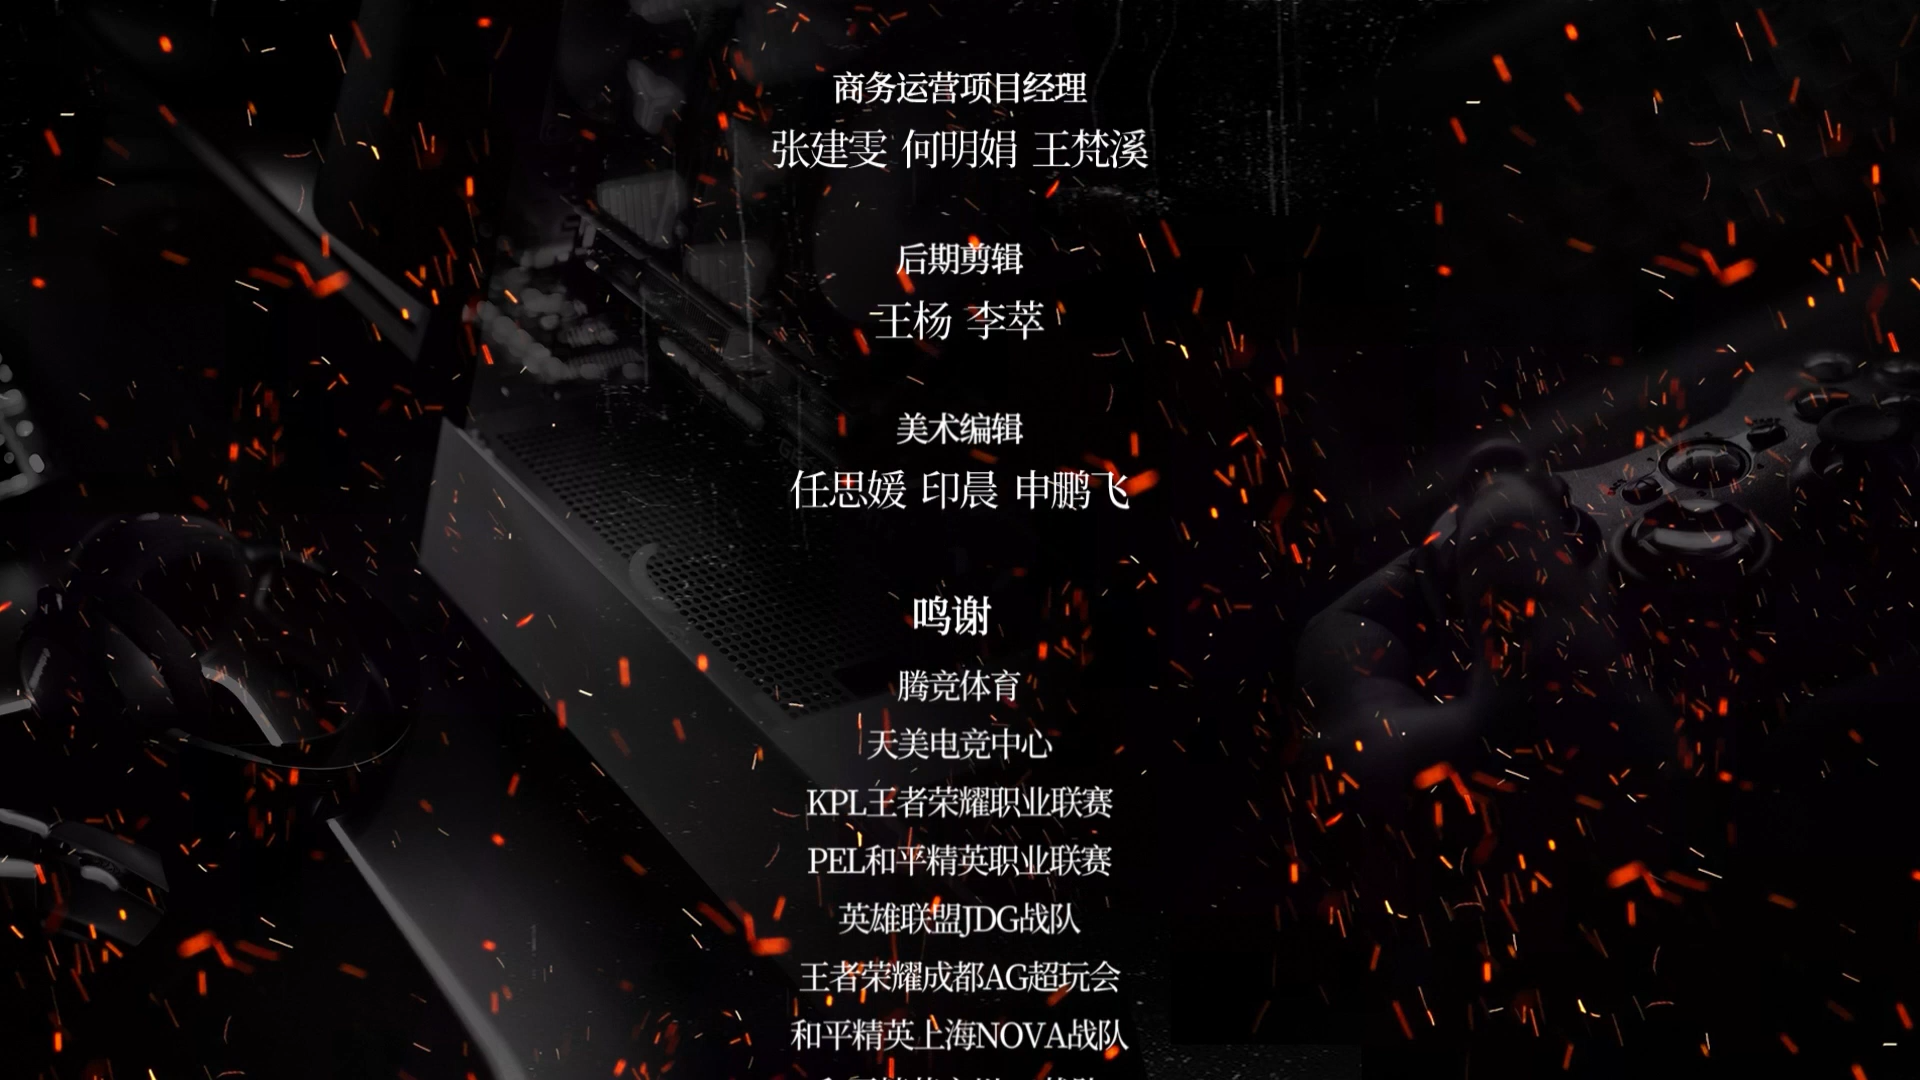 商务运营项目经理
张建雯 何明娟 王梵溪
后期剪辑
王杨 李萃
美术编辑
任思媛 印晨 申鹏飞
鸣谢
腾竞体育
天美电竞中心
KPL王者荣耀职业联赛
PEL和平精英职业联赛
英雄联盟JDG战队
王者荣耀成都AG超玩会
和平精英上海NOVA战队